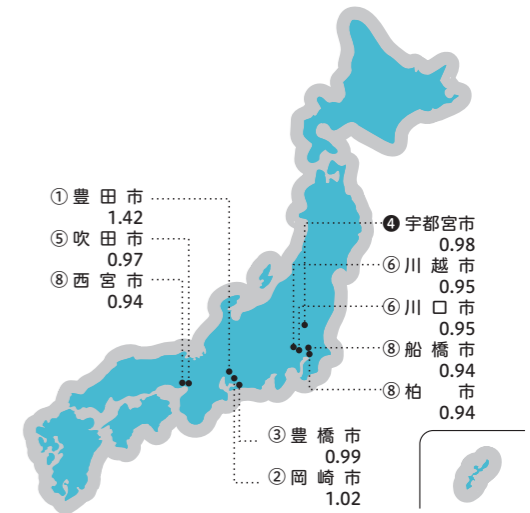 ①豊田市
1.42
⑤吹田市
0.97
⑧西宮市
0.94
❹宇都宮市
0.98
⑥川越市
0.95
⑥川口市
0.95
⑧船橋市
0.94
⑧柏市
0.94
③豊橋市
0.99
②岡崎市
1.02